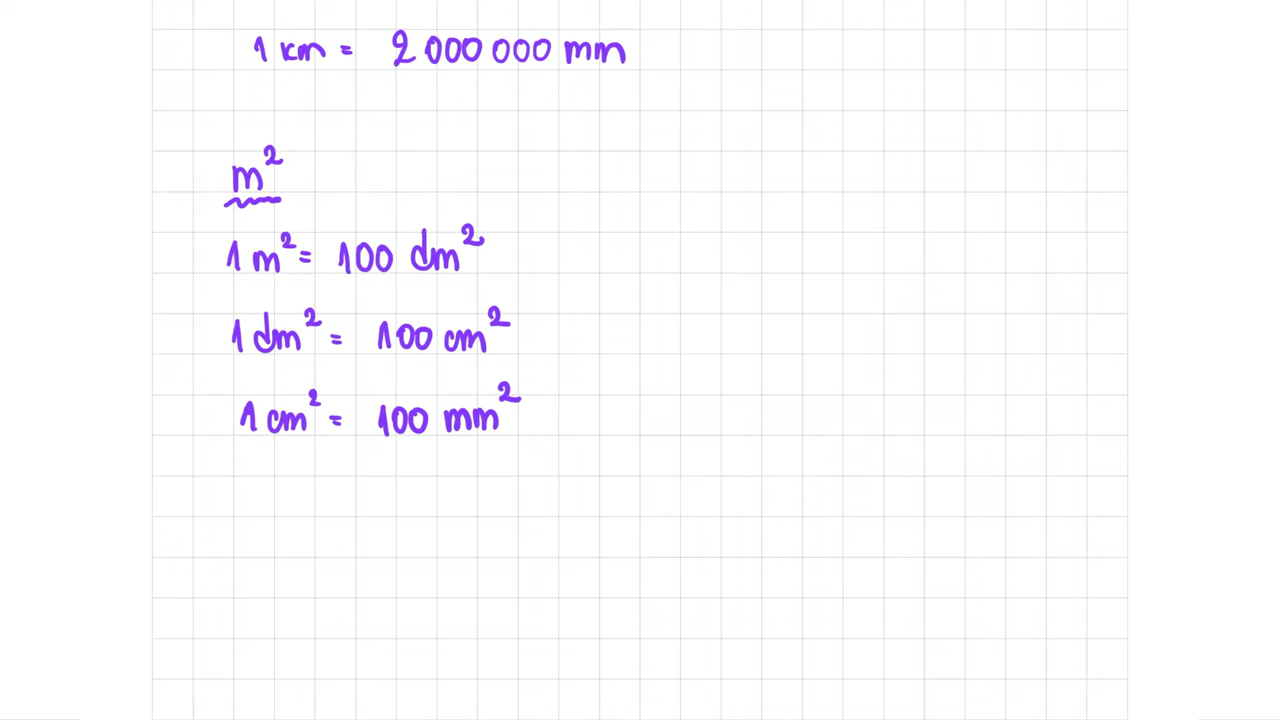 1 km = 2 000 000 mm
m²
1 m² = 100 dm²
1 dm² = 100 cm²
1 cm² = 100 mm²